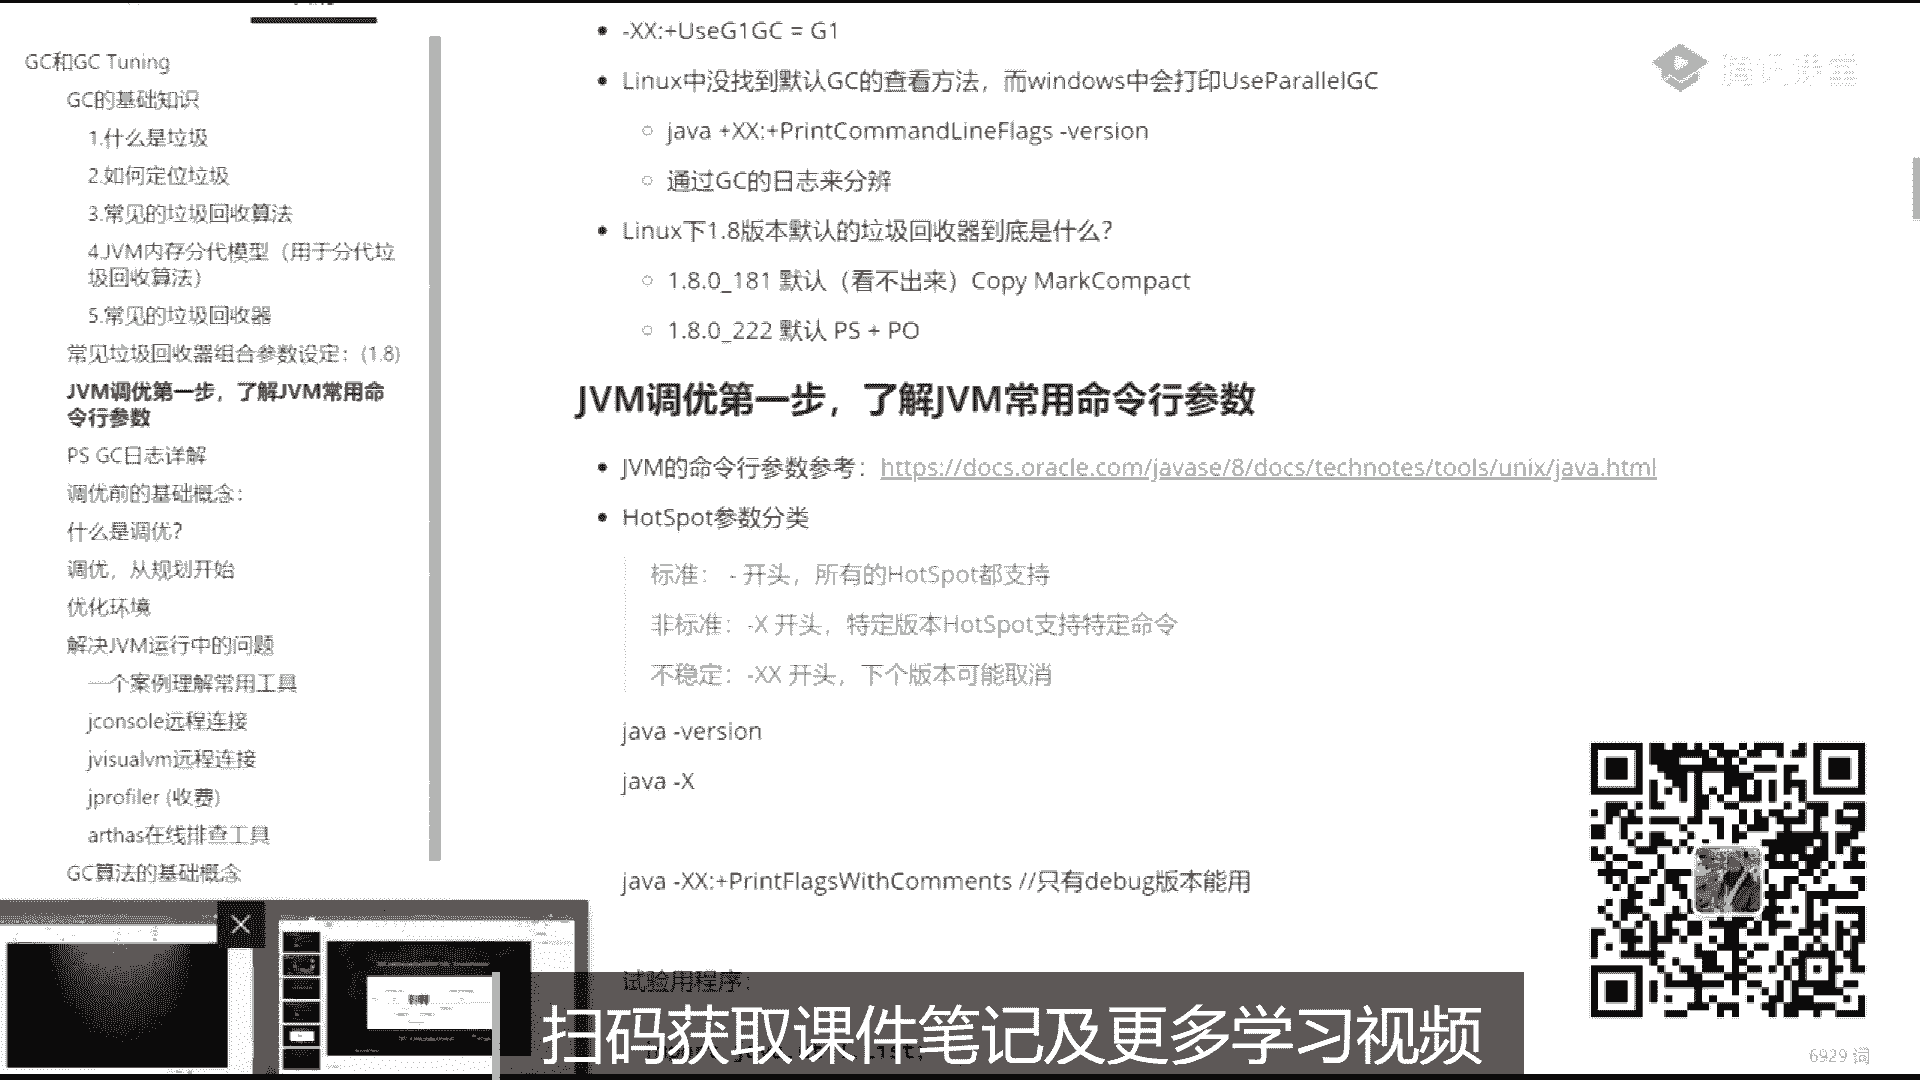 GC和GC Tuning
GC的基础知识
1.什么是垃圾
2.如何定位垃圾
3.常见的垃圾回收算法
4.JVM内存分代模型（用于分代垃
圾回收算法）
5.常见的垃圾回收器
常见垃圾回收器组合参数设定：(1.8)
JVM调优第一步，了解JVM常用命
令行参数
PS GC日志详解
调优前的基础概念：
什么是调优？
调优，从规划开始
优化环境
解决JVM运行中的问题
一个案例理解常用工具
jconsole远程连接
jvisualvm远程连接
jprofiler (收费)
arthas在线排查工具
GC算法的基础概念
-XX:+UseG1GC = G1
Linux中没找到默认GC的查看方法，而windows中会打印UseParallelGC
java +XX:+PrintCommandLineFlags -version
通过GC的日志来分辨
Linux下1.8版本默认的垃圾回收器到底是什么？
1.8.0_181 默认（看不出来）Copy MarkCompact
1.8.0_222 默认 PS + PO
JVM调优第一步，了解JVM常用命令行参数
JVM的命令行参数参考：https://docs.oracle.com/javase/8/docs/technotes/tools/unix/java.html
HotSpot参数分类
标准： - 开头，所有的HotSpot都支持
非标准：-X 开头，特定版本HotSpot支持特定命令
不稳定：-XX 开头，下个版本可能取消
java -version
java -X
java -XX:+PrintFlagsWithComments //只有debug版本能用
试验用程序：
扫码获取课件笔记及更多学习视频
腾讯课堂
6929 词